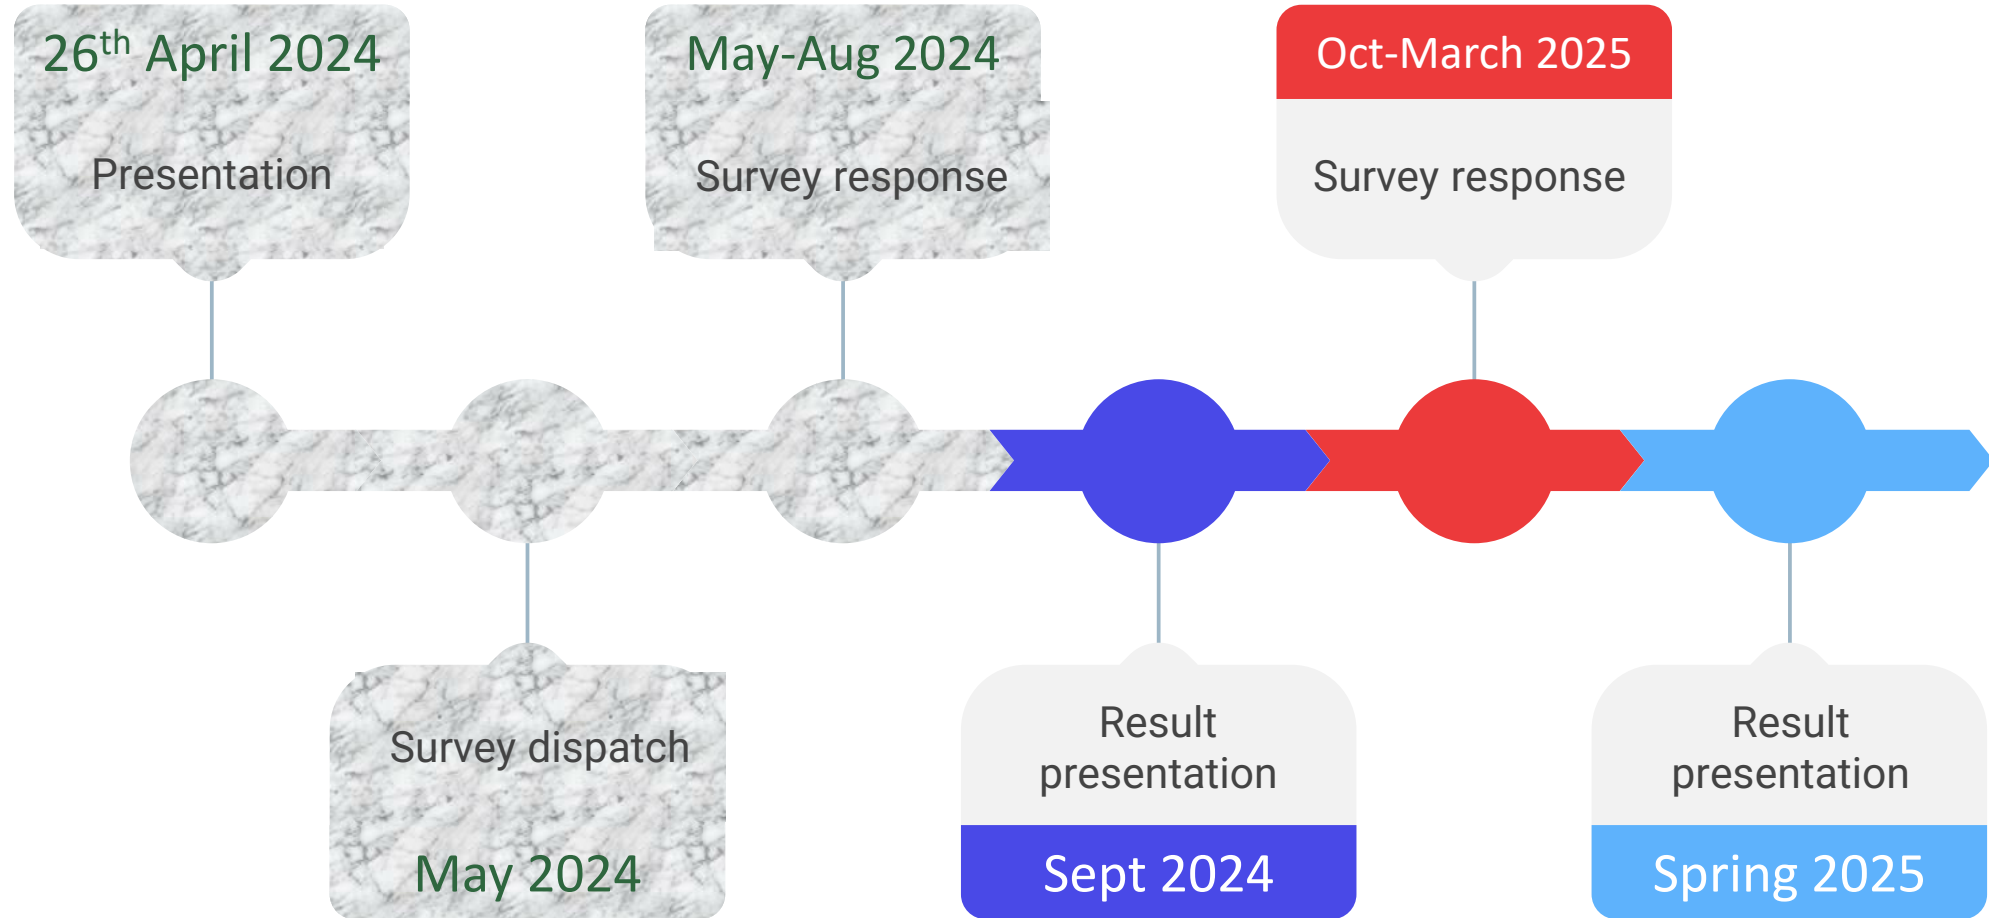 26th April 2024
Presentation
May-Aug 2024
Survey response
Oct-March 2025
Survey response
Survey dispatch
May 2024
Result
presentation
Sept 2024
Result
presentation
Spring 2025